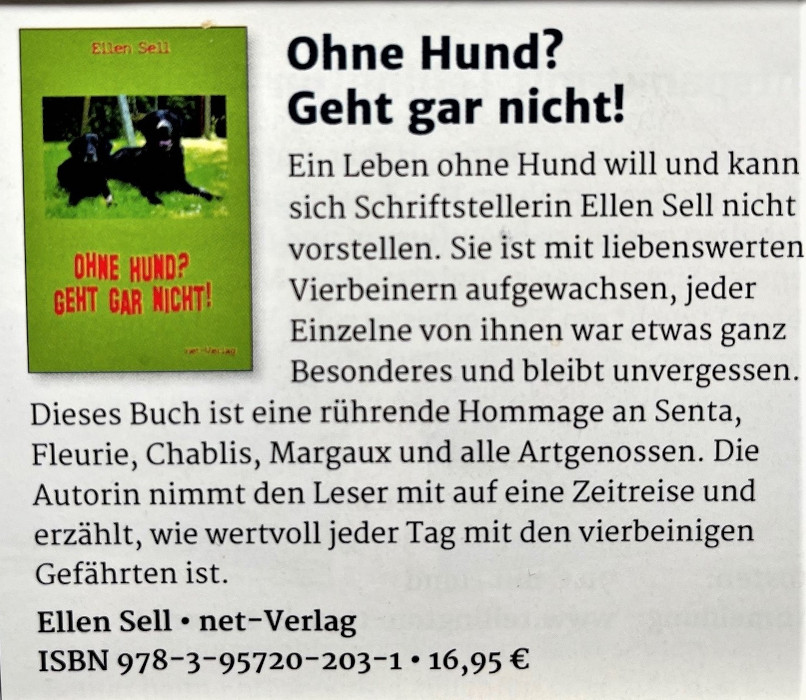 Ellen Sell
OHNE HUND?
GEHT GAR NICHT!
net-Verlag
Ohne Hund?
Geht gar nicht!
Ein Leben ohne Hund will und kann
sich Schriftstellerin Ellen Sell nicht
vorstellen. Sie ist mit liebenswerten
Vierbeinern aufgewachsen, jeder
Einzelne von ihnen war etwas ganz
Besonderes und bleibt unvergessen.
Dieses Buch ist eine rührende Hommage an Senta,
Fleurie, Chablis, Margaux und alle Artgenossen. Die
Autorin nimmt den Leser mit auf eine Zeitreise und
erzählt, wie wertvoll jeder Tag mit den vierbeinigen
Gefährten ist.
Ellen Sell • net-Verlag
ISBN 978-3-95720-203-1 • 16,95 €